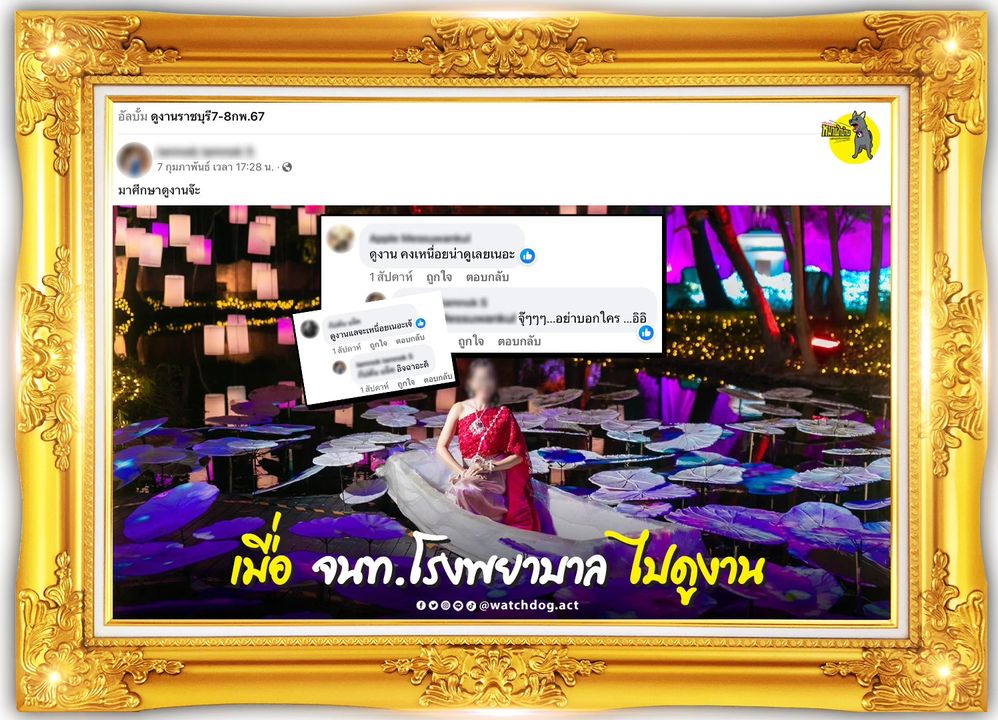 อัลบั้ม ดูงานราชบุรี7-8กพ.67
หมาเฝ้าบ้าน
7 กุมภาพันธ์ เวลา 17:28 น. ·
มาศึกษาดูงานจ๊ะ
ดูงาน คงเหนื่อยน่าดูเลยเนอะ
1 สัปดาห์ ถูกใจ ตอบกลับ
จุ๊ๆๆๆ...อย่าบอกใคร ...อิอิ
ถูกใจ ตอบกลับ
ดูงานแลจะเหนื่อยเนอะเจ้
1 สัปดาห์ ถูกใจ ตอบกลับ
อิจฉาอะดิ
1 สัปดาห์ ถูกใจ ตอบกลับ
เมื่อ จนท.โรงพยาบาล ไปดูงาน
@watchdog.act